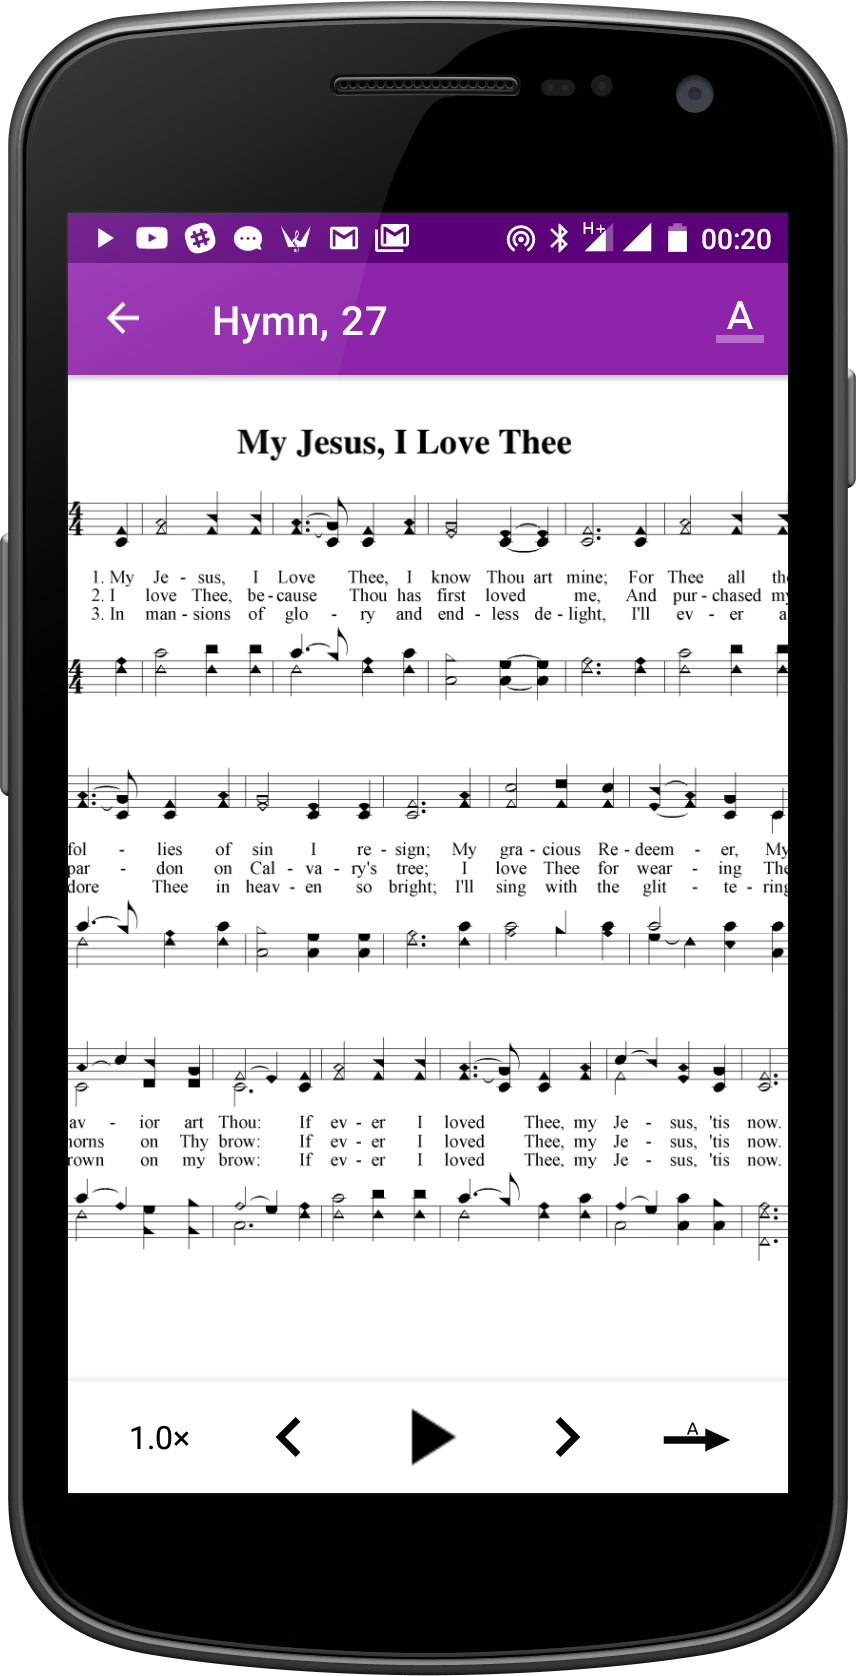 H+ 00:20
Hymn, 27 A
My Jesus, I Love Thee
4
4
1. My Je - sus, I Love Thee, I know Thou art mine; For Thee all the
2. I love Thee, be - cause Thou has first loved me, And pur - chased my
3. In man - sions of glo - ry and end - less de - light, I'll ev - er a
4
4
fol - lies of sin I re - sign; My gra - cious Re - deem - er, My
par - don on Cal - va - ry's tree; I love Thee for wear - ing The
dore Thee in heav - en so bright; I'll sing with the glit - te - ring
av - ior art Thou: If ev - er I loved Thee, my Je - sus, 'tis now.
horns on Thy brow: If ev - er I loved Thee, my Je - sus, 'tis now.
rown on my brow: If ev - er I loved Thee, my Je - sus, 'tis now.
1.0× A